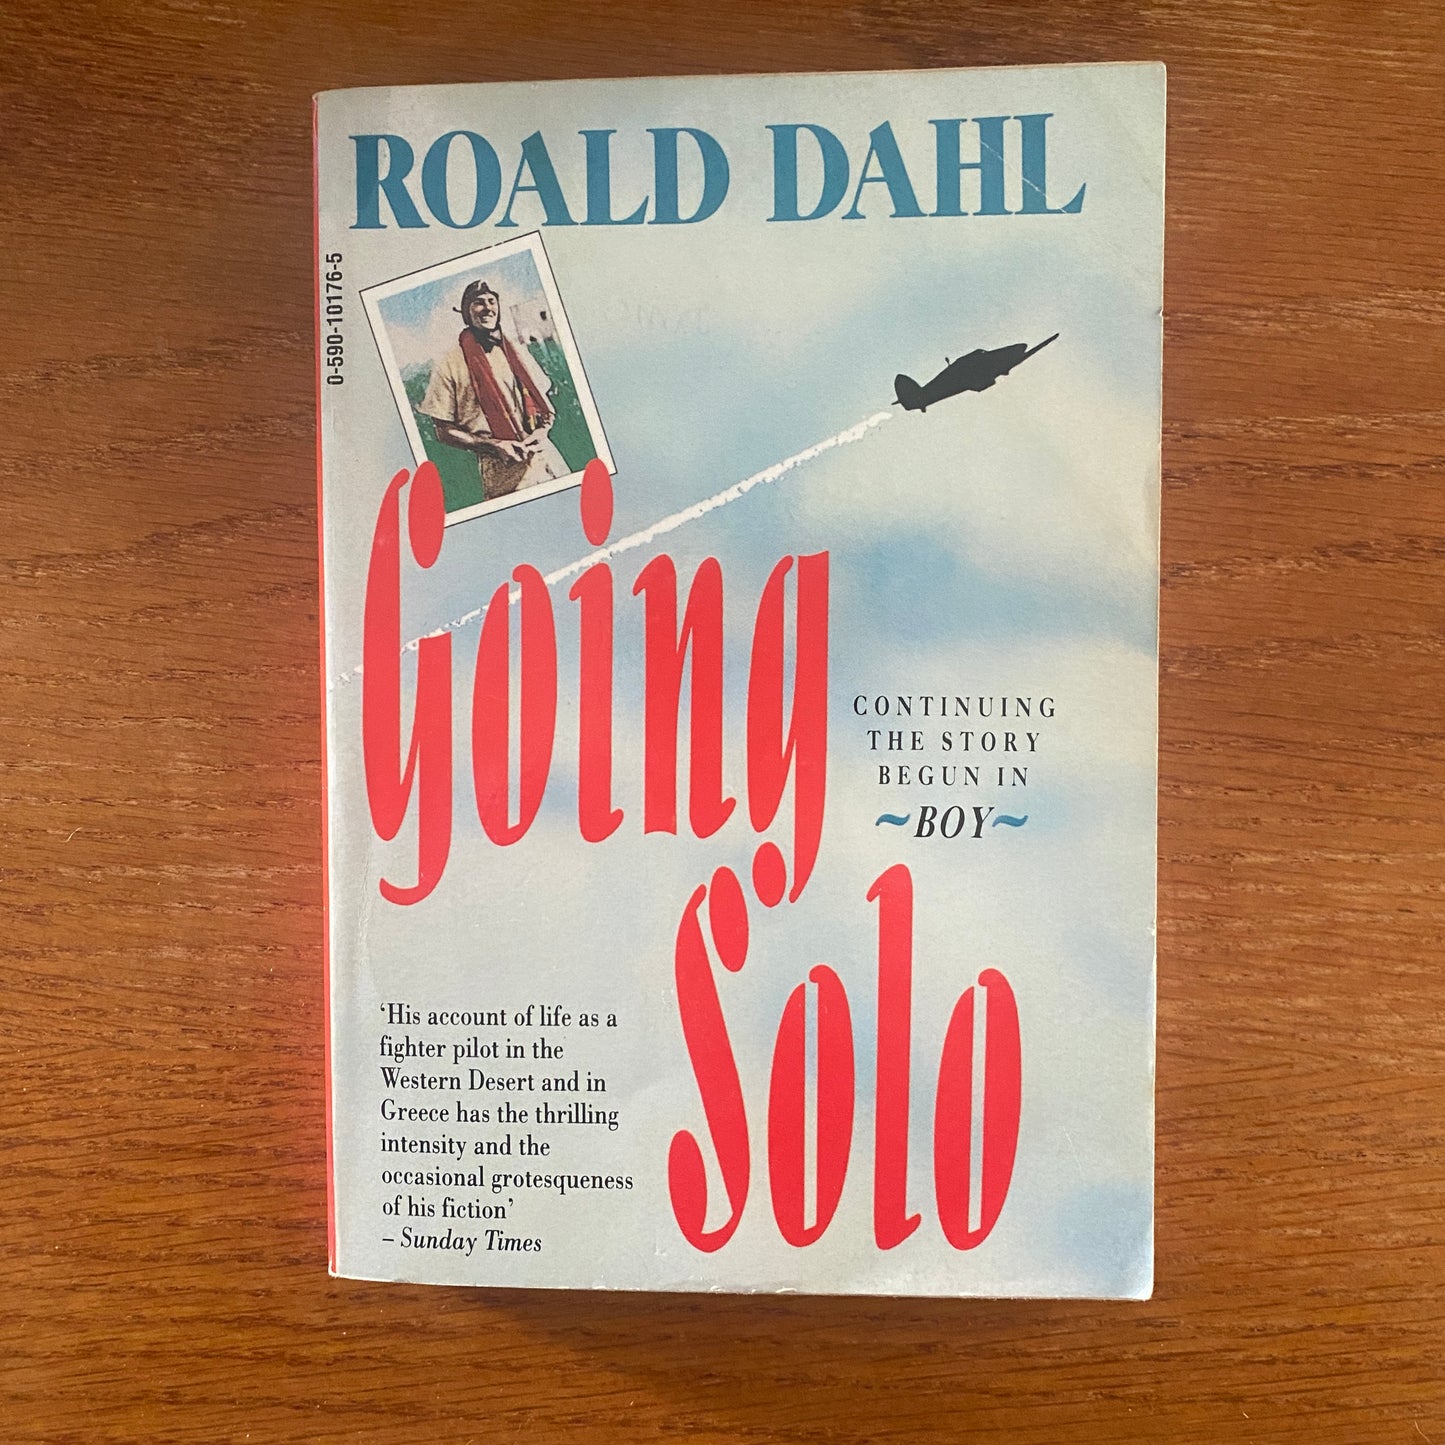 ROALD DAHL
0-590-10176-5
Going
CONTINUING
THE STORY
BEGUN IN
~BOY~
Solo
‘His account of life as a
fighter pilot in the
Western Desert and in
Greece has the thrilling
intensity and the
occasional grotesqueness
of his fiction’
– Sunday Times